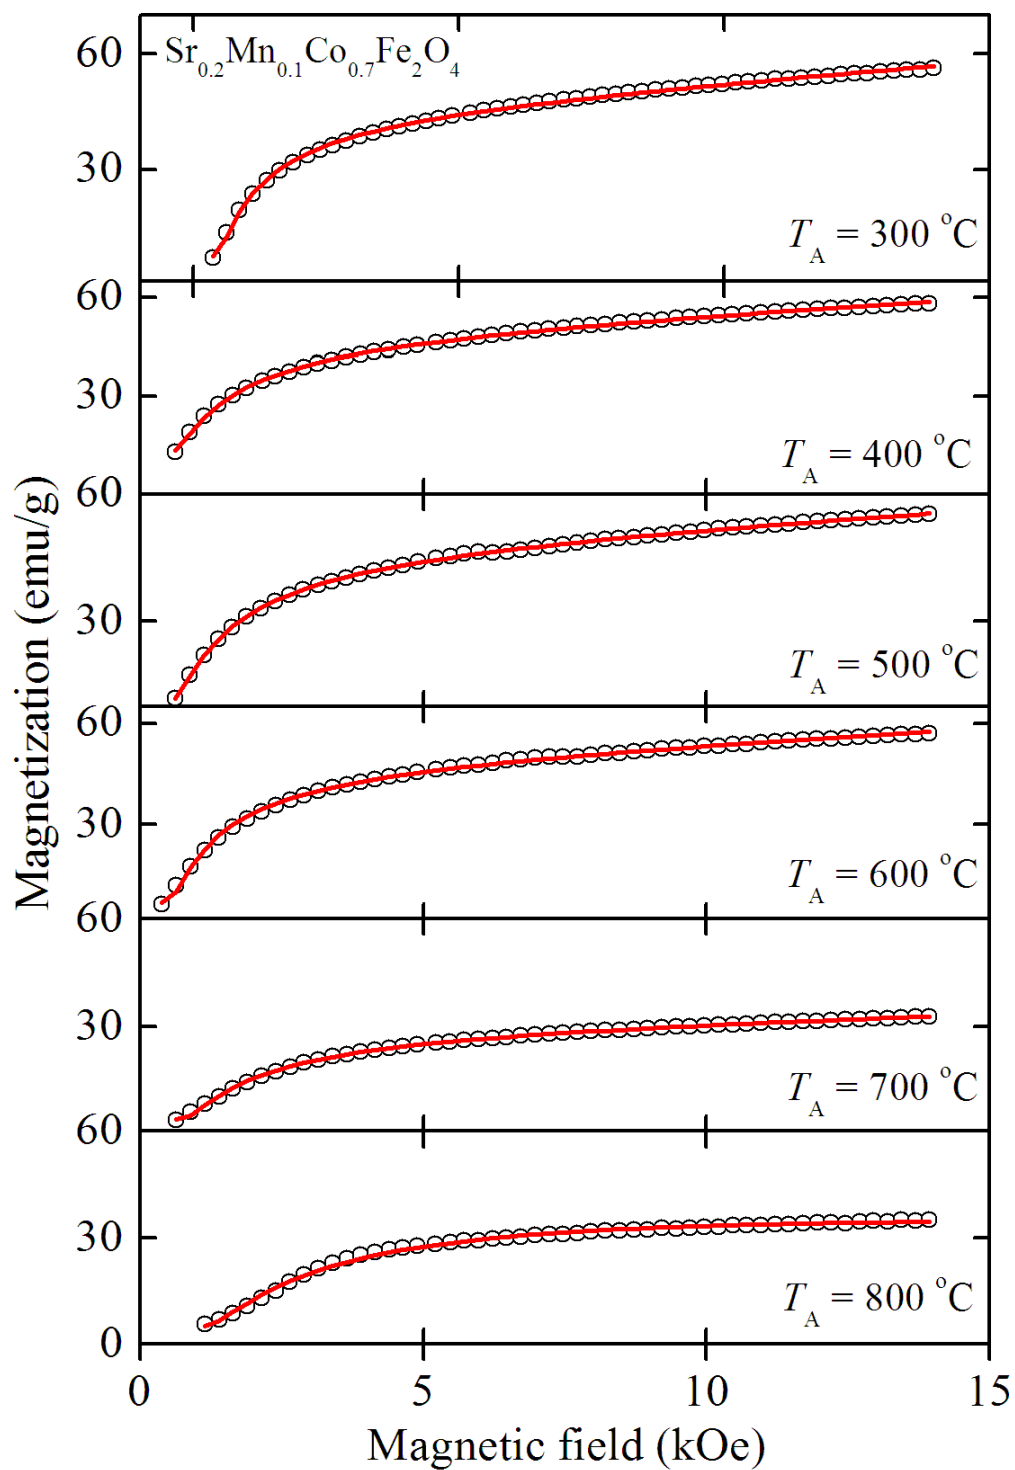 Sr0.2Mn0.1Co0.7Fe2O4
60
30
TA = 300 °C
60
30
TA = 400 °C
60
30
TA = 500 °C
60
30
TA = 600 °C
60
30
TA = 700 °C
60
30
TA = 800 °C
0
0 5 10 15
Magnetic field (kOe)
Magnetization (emu/g)